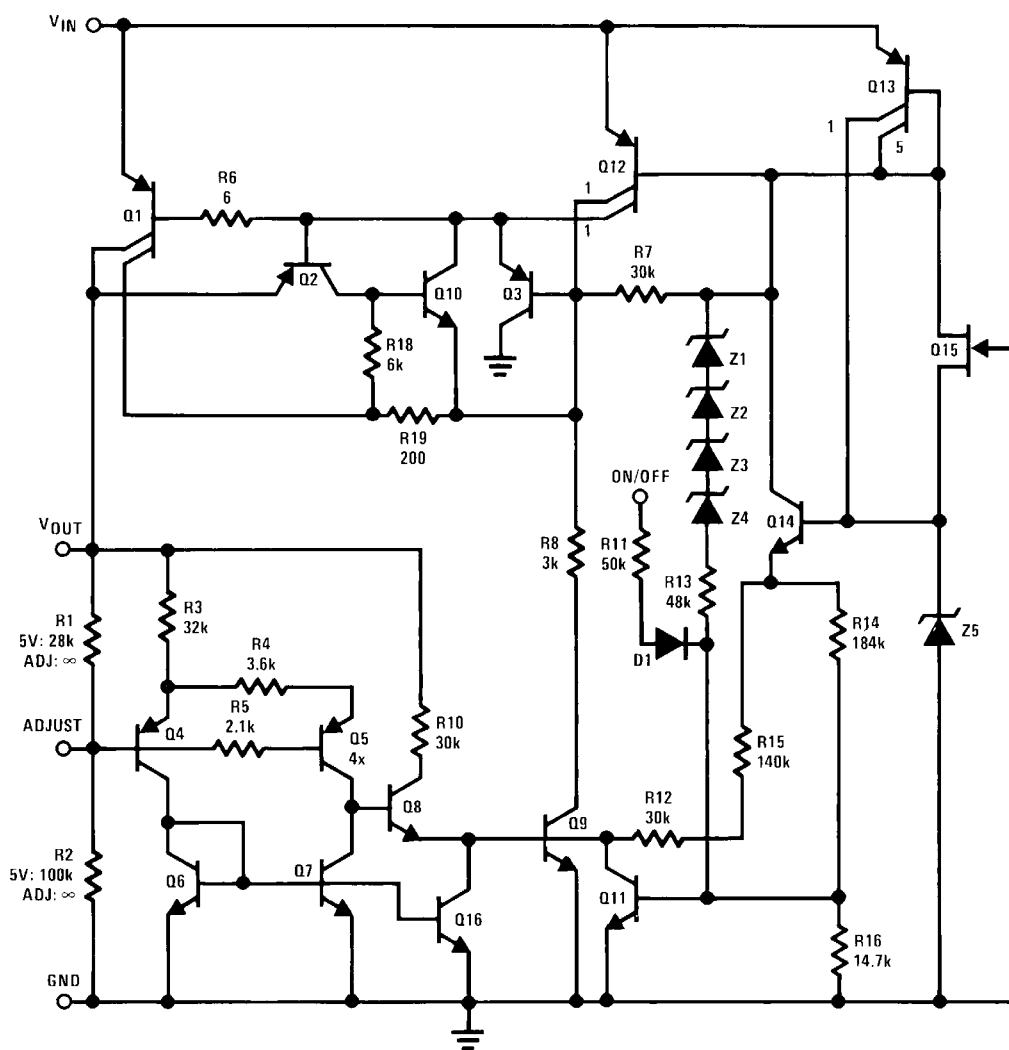 VIN
Q13
1
5
Q12
1
1
R6
6
Q1
Q2
Q10
Q3
R7
30k
Z1
Q15
R18
6k
Z2
R19
200
Z3
ON/OFF
Z4
Q14
VOUT
R3
32k
R8
3k
R11
50k
R13
48k
R1
5V: 28k
ADJ: ∞
R4
3.6k
D1
R14
184k
Z5
R5
2.1k
ADJUST
Q4
Q5
4x
R10
30k
R15
140k
Q8
R12
30k
Q9
R2
5V: 100k
ADJ: ∞
Q6
Q7
Q16
Q11
R16
14.7k
GND